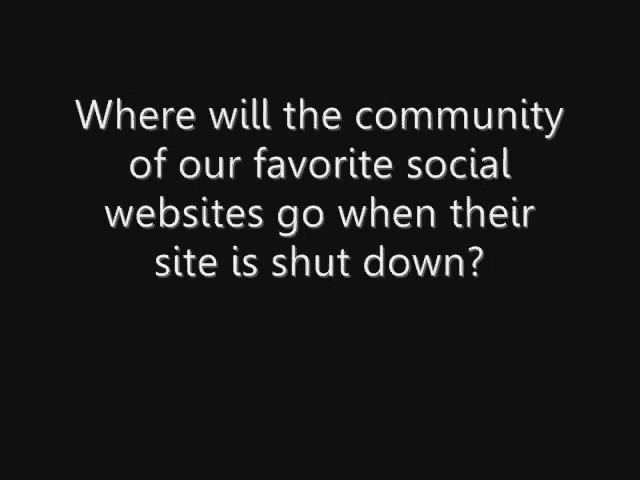 Where will the community
of our favorite social
websites go when their
site is shut down?